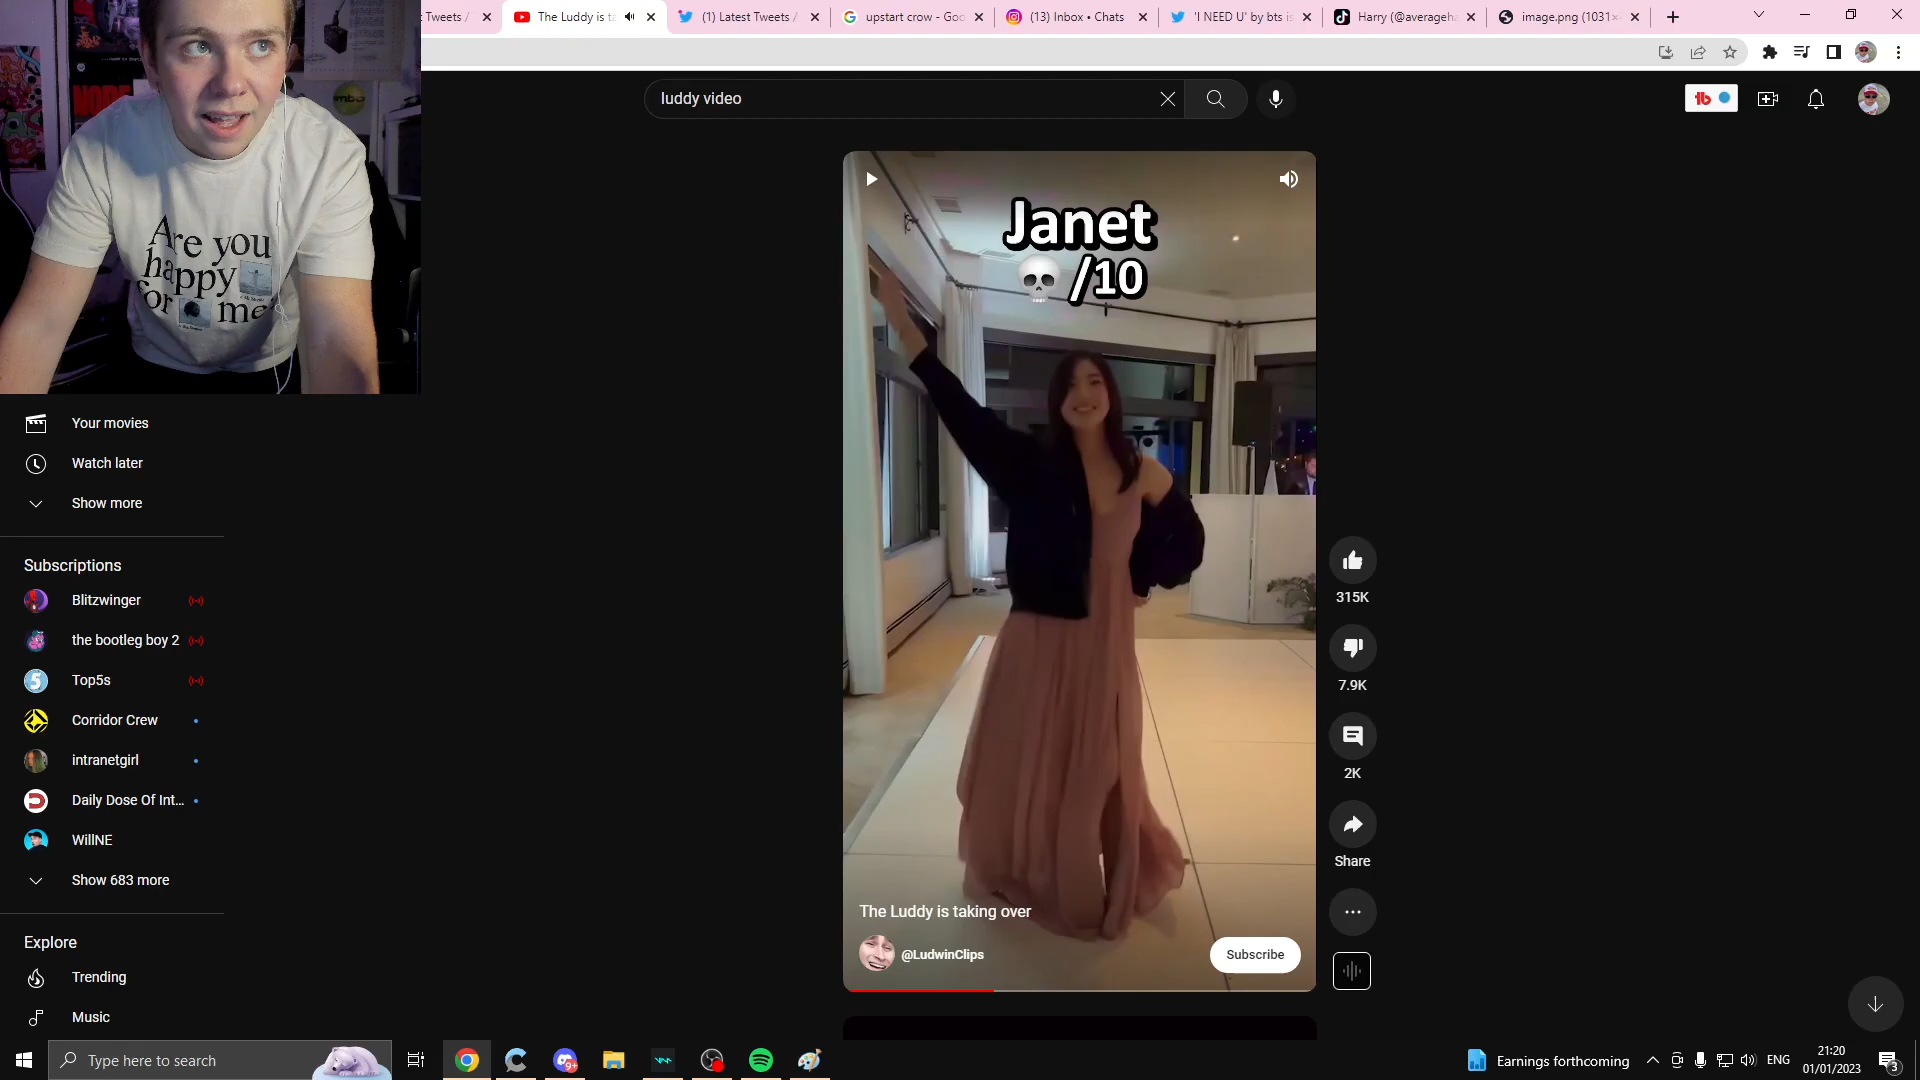 t Tweets /
The Luddy is ta
(1) Latest Tweets /
upstart crow - Goo
(13) Inbox • Chats
'I NEED U' by bts is
Harry (@averageha
image.png (1031×
luddy video
Are you
happy
for me
Janet
💀/10
Your movies
Watch later
Show more
Subscriptions
Blitzwinger
the bootleg boy 2
Top5s
Corridor Crew
intranetgirl
Daily Dose Of Int...
WillNE
Show 683 more
Explore
Trending
Music
315K
7.9K
2K
Share
The Luddy is taking over
@LudwinClips
Subscribe
Type here to search
9+
Earnings forthcoming
ENG
21:20
01/01/2023
3